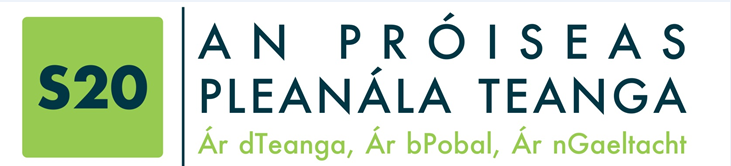 S20
AN PRÓISEAS
PLEANÁLA TEANGA
Ár dTeanga, Ár bPobal, Ár nGaeltacht